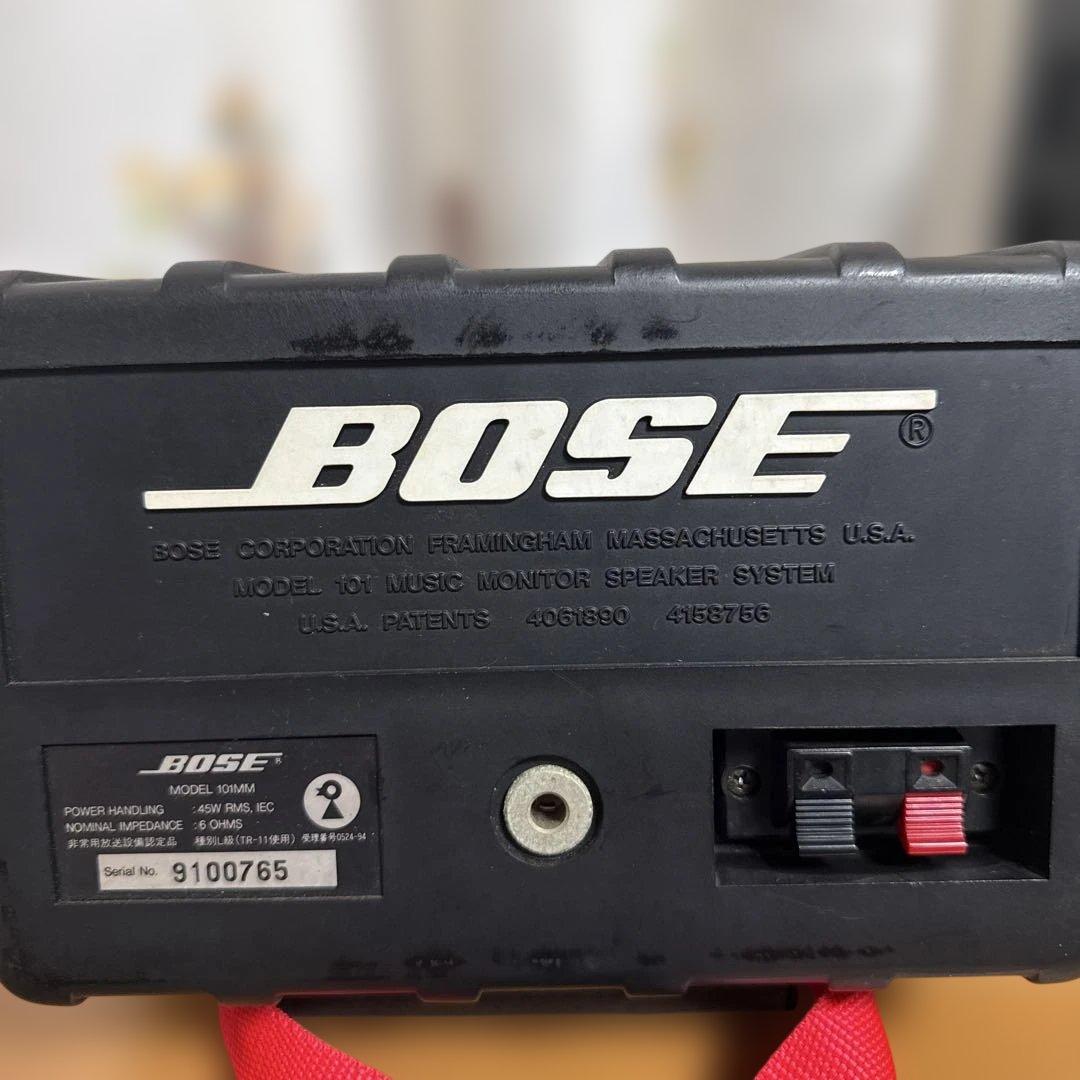 BOSE®
BOSE CORPORATION FRAMINGHAM MASSACHUSETTS U.S.A.
MODEL 101 MUSIC MONITOR SPEAKER SYSTEM
U.S.A. PATENTS 4061890 4158756
BOSE®
MODEL 101MM
POWER HANDLING : 45W RMS, IEC
NOMINAL IMPEDANCE : 6 OHMS
非常用放送設備認定品 種別L級(TR-11使用) 受理番号0524-94
Serial No. 9100765